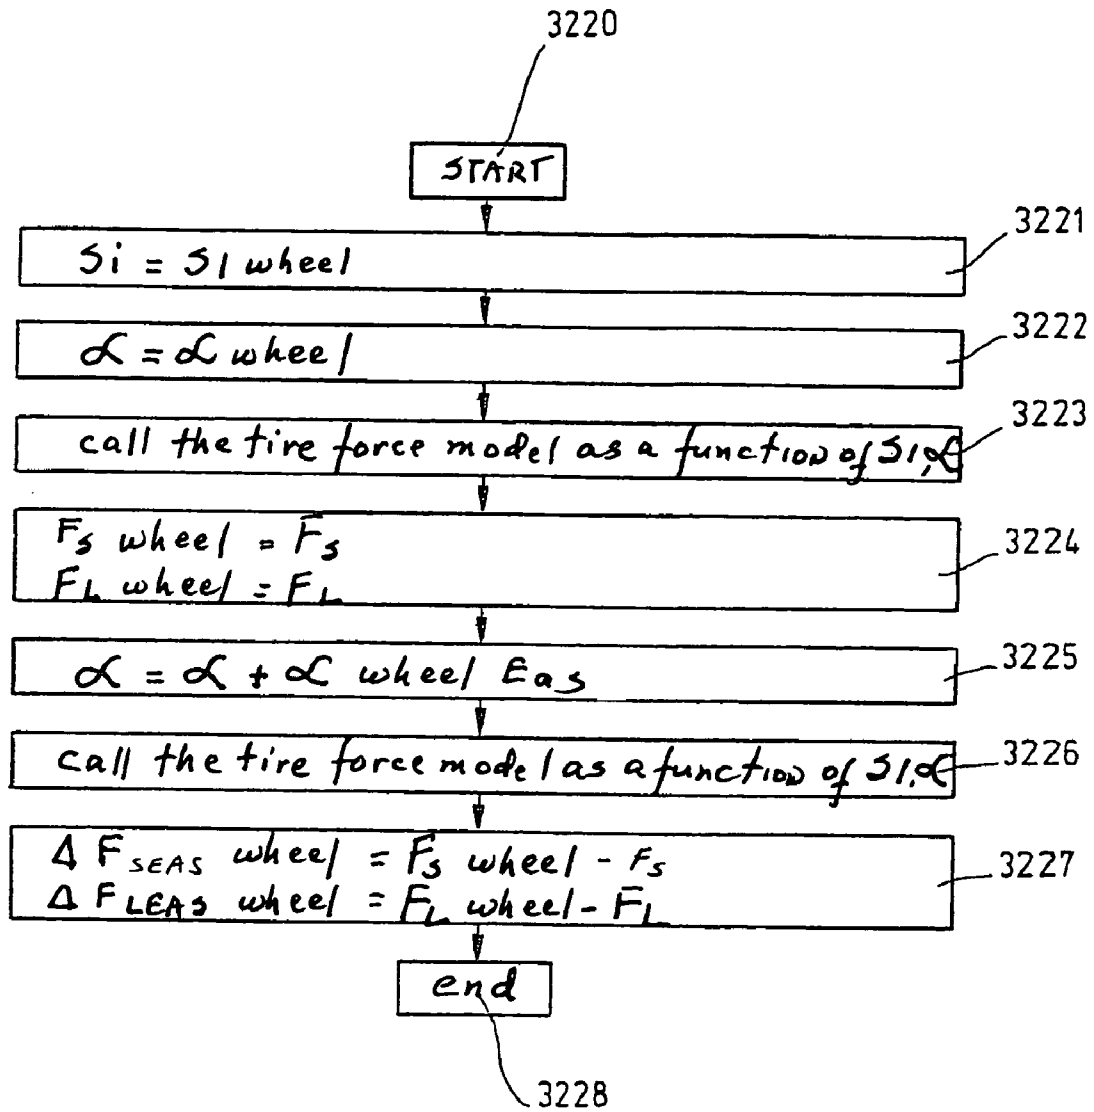 3220
START
3221
Si = Sl wheel
3222
α = α wheel
3223
call the tire force model as a function of Sl,α
3224
Fs wheel = Fs
FL wheel = FL
3225
α = α + α wheel Eas
3226
call the tire force model as a function of Sl,α
3227
Δ FSEAS wheel = Fs wheel - Fs
Δ FLEAS wheel = FL wheel - FL
end
3228